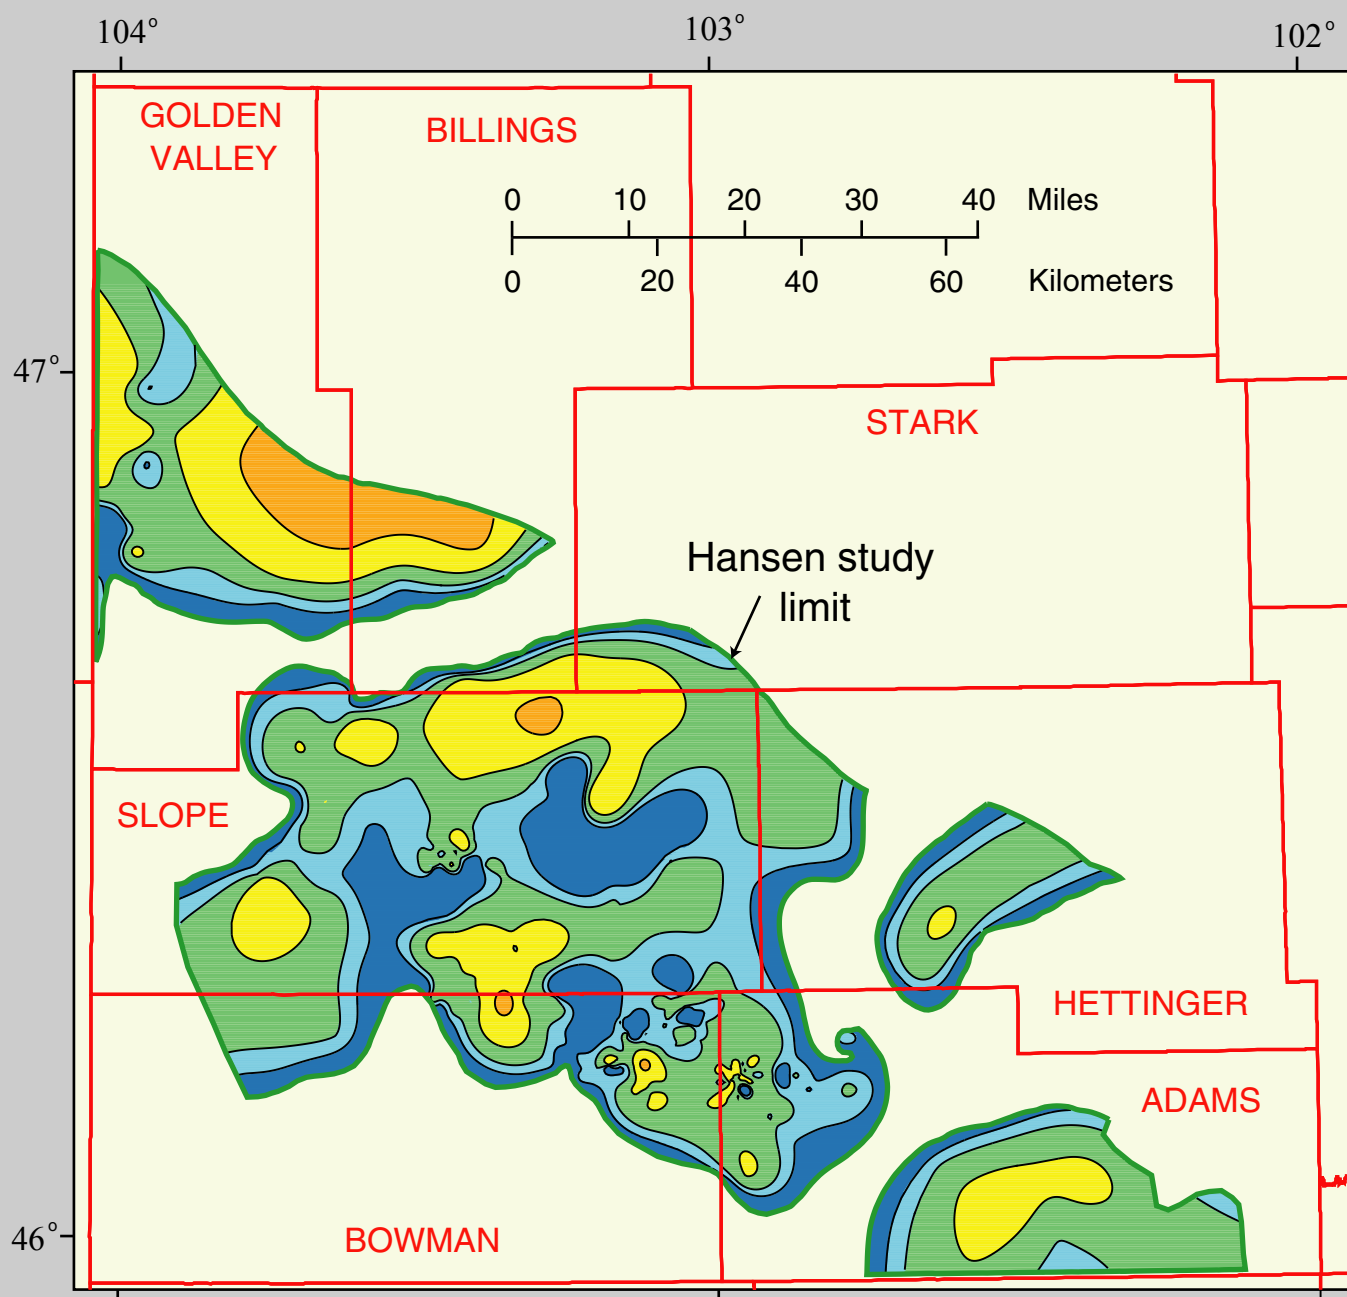 104° 103° 102°
GOLDEN
VALLEY
BILLINGS
0 10 20 30 40 Miles
0 20 40 60 Kilometers
47°
STARK
Hansen study
limit
SLOPE
HETTINGER
ADAMS
46°
BOWMAN